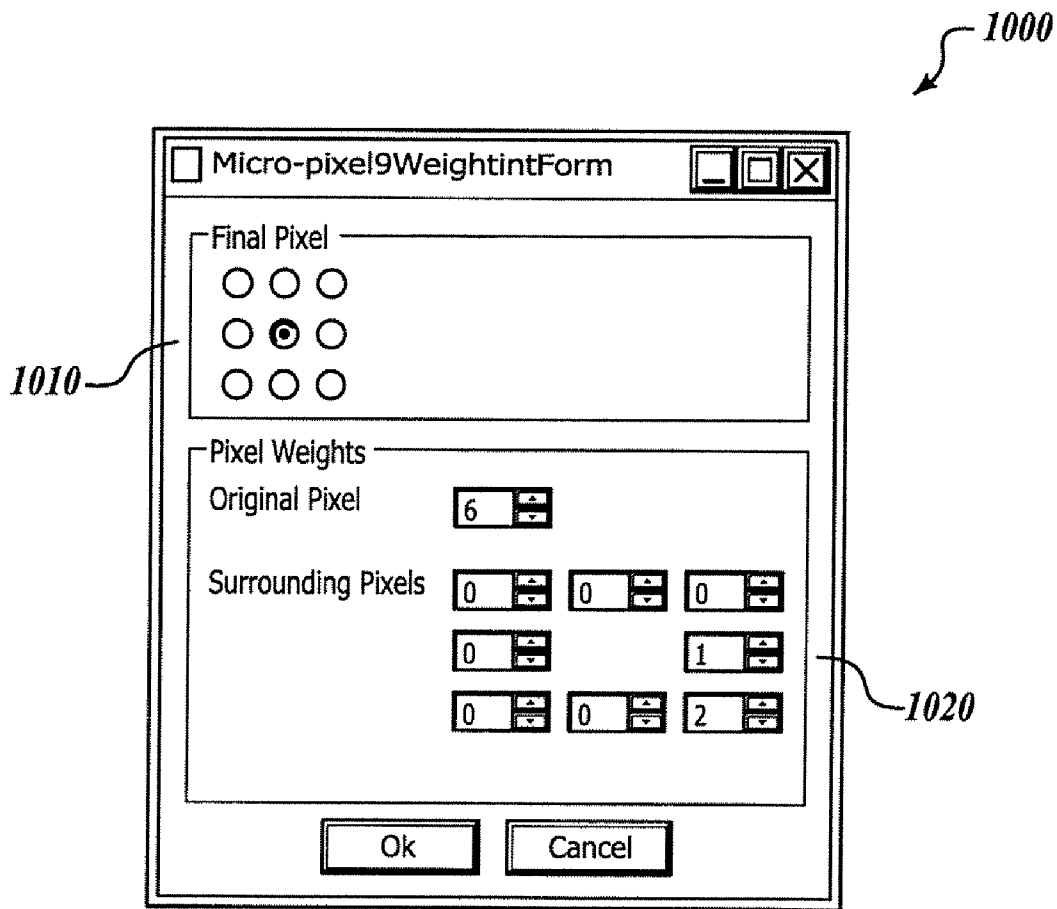 1000
Micro-pixel9WeightintForm
Final Pixel
1010
Pixel Weights
Original Pixel 6
Surrounding Pixels 0 0 0
0 1
0 0 2
1020
Ok Cancel